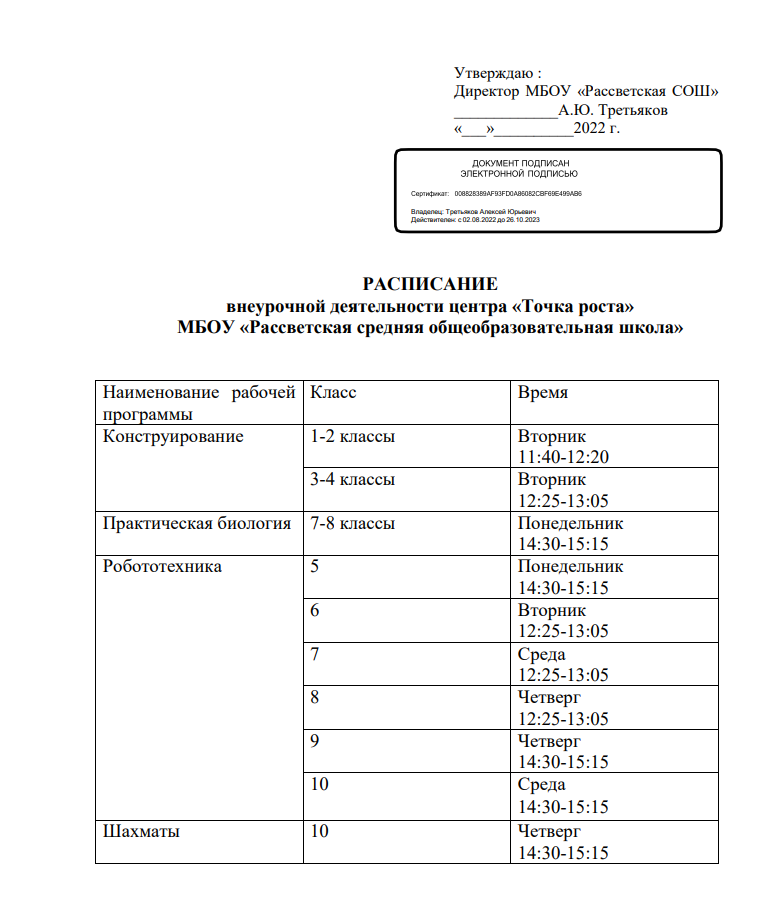 Утверждаю :
Директор МБОУ «Рассветская СОШ»
_____________А.Ю. Третьяков
«___»__________2022 г.
ДОКУМЕНТ ПОДПИСАН
ЭЛЕКТРОННОЙ ПОДПИСЬЮ
Сертификат: 008828389AF93FD0A86082CBF69E499AB6
Владелец: Третьяков Алексей Юрьевич
Действителен: с 02.08.2022 до 26.10.2023
РАСПИСАНИЕ
внеурочной деятельности центра «Точка роста»
МБОУ «Рассветская средняя общеобразовательная школа»
Наименование рабочей Класс Время
программы
Конструирование 1-2 классы Вторник
11:40-12:20
3-4 классы Вторник
12:25-13:05
Практическая биология 7-8 классы Понедельник
14:30-15:15
Робототехника 5 Понедельник
14:30-15:15
6 Вторник
12:25-13:05
7 Среда
12:25-13:05
8 Четверг
12:25-13:05
9 Четверг
14:30-15:15
10 Среда
14:30-15:15
Шахматы 10 Четверг
14:30-15:15